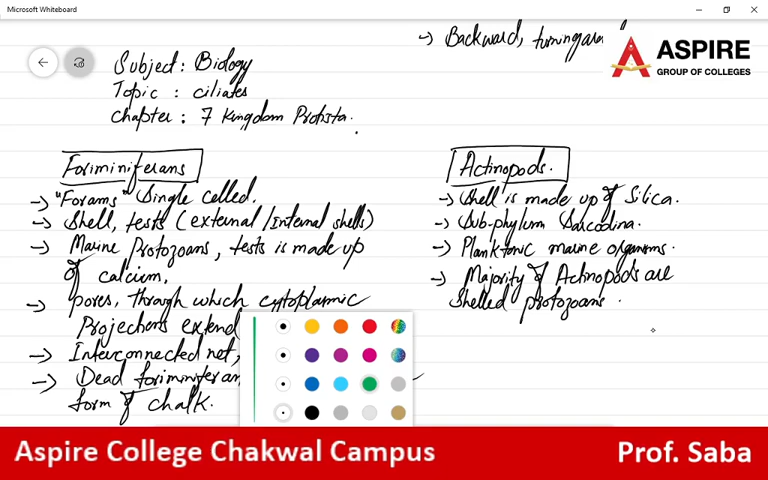 Microsoft Whiteboard
→ Backward, turning
ASPIRE
GROUP OF COLLEGES
Subject : Biology
Topic : ciliates
Chapter : 7 Kingdom Protista.
Foriminiferans
→ "Forams" Single celled.
→ Shell, tests (external/Internal shells)
→ Marine Protozoans, tests is made up
of calcium.
→ pores, through which cytoplasmic
Projections extend
→ Interconnected net,
→ Dead foriminiferan
form of chalk.
Actinopods.
→ Shell is made up of Silica.
→ Sub-phylum Sarcodina.
→ Planktonic marine organisms.
→ Majority of Actinopods are
Shelled protozoans.
Aspire College Chakwal Campus
Prof. Saba